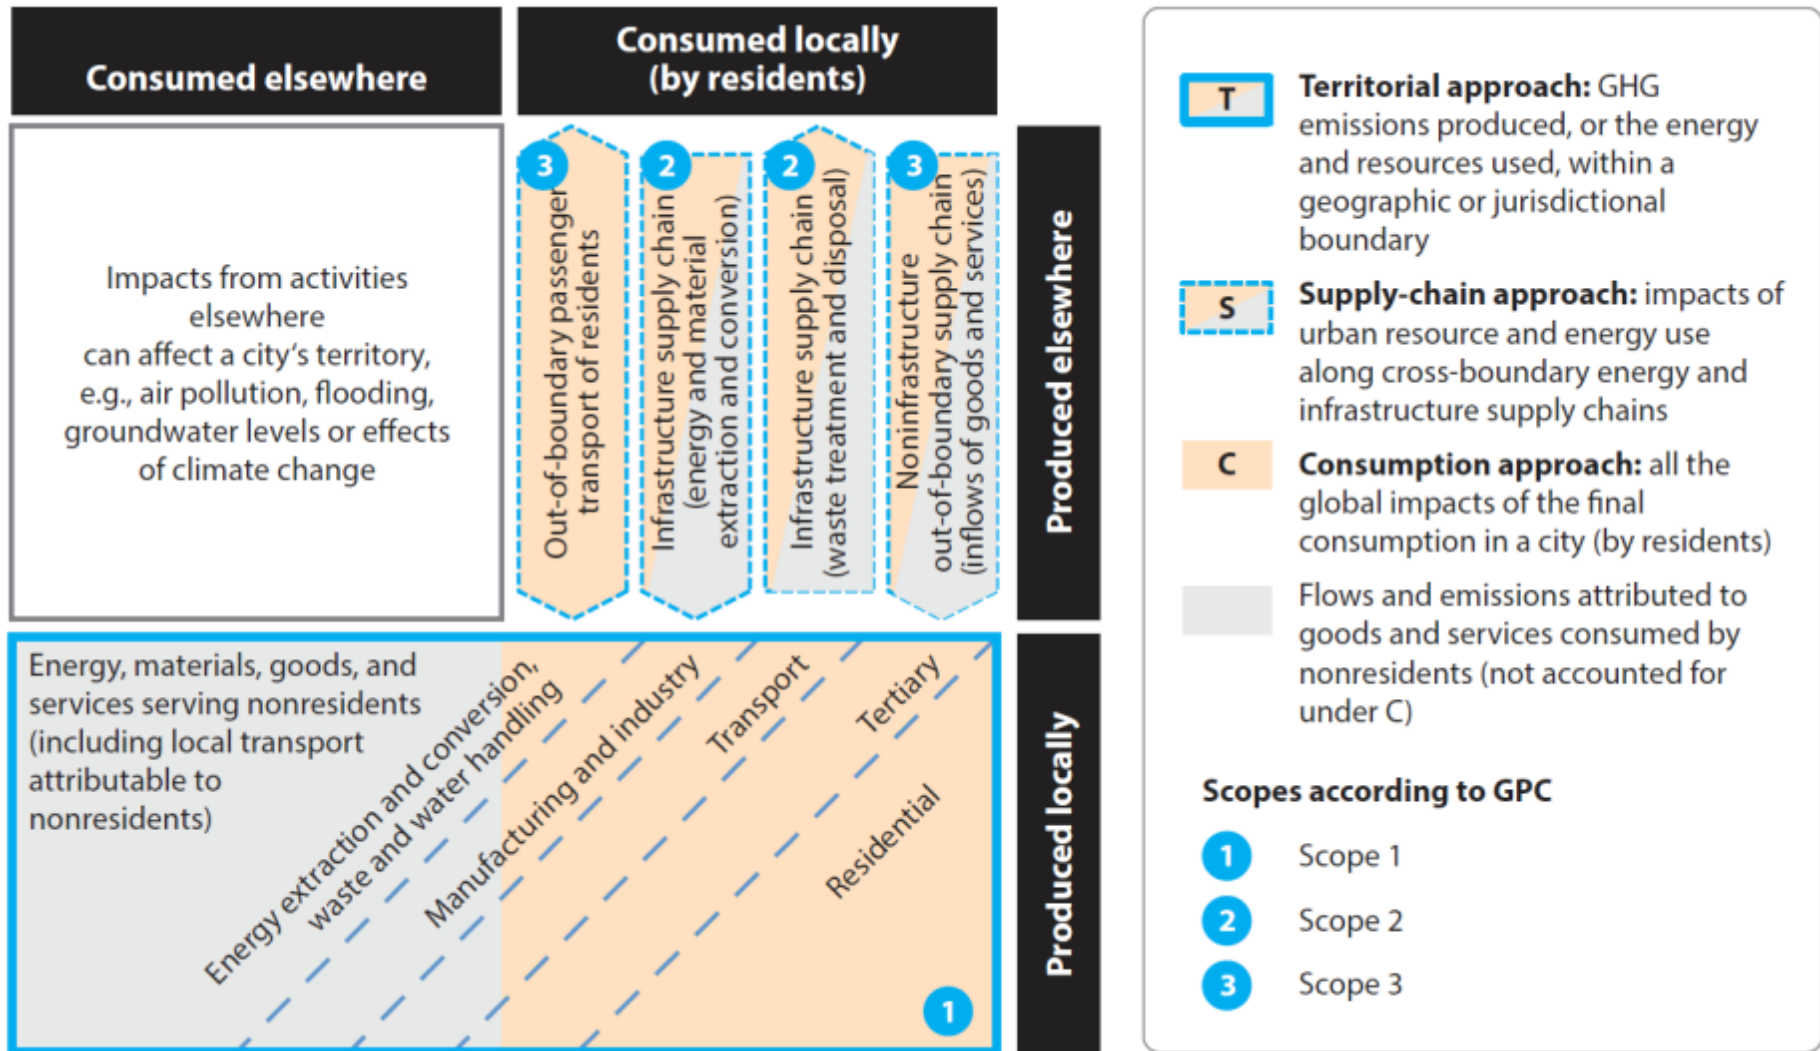 Consumed elsewhere
Consumed locally
(by residents)
Impacts from activities
elsewhere
can affect a city's territory,
e.g., air pollution, flooding,
groundwater levels or effects
of climate change
3
Out-of-boundary passenger
transport of residents
2
Infrastructure supply chain
(energy and material
extraction and conversion)
2
Infrastructure supply chain
(waste treatment and disposal)
3
Noninfrastructure
out-of-boundary supply chain
(inflows of goods and services)
Produced elsewhere
Energy, materials, goods, and
services serving nonresidents
(including local transport
attributable to
nonresidents)
Energy extraction and conversion,
waste and water handling
Manufacturing and industry
Transport
Tertiary
Residential
1
Produced locally
T
Territorial approach: GHG
emissions produced, or the energy
and resources used, within a
geographic or jurisdictional
boundary
S
Supply-chain approach: impacts of
urban resource and energy use
along cross-boundary energy and
infrastructure supply chains
C
Consumption approach: all the
global impacts of the final
consumption in a city (by residents)
Flows and emissions attributed to
goods and services consumed by
nonresidents (not accounted for
under C)
Scopes according to GPC
1 Scope 1
2 Scope 2
3 Scope 3